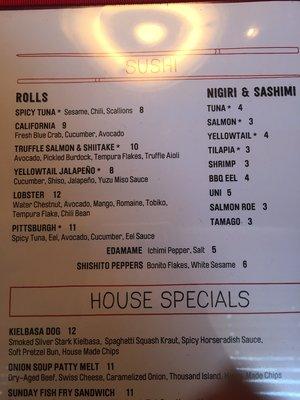 SUSHI
ROLLS
SPICY TUNA * Sesame, Chili, Scallions 8
CALIFORNIA 9
Fresh Blue Crab, Cucumber, Avocado
TRUFFLE SALMON & SHIITAKE * 10
Avocado, Pickled Burdock, Tempura Flakes, Truffle Aioli
YELLOWTAIL JALAPEÑO * 8
Cucumber, Shiso, Jalapeño, Yuzu Miso Sauce
LOBSTER 12
Water Chestnut, Avocado, Mango, Romaine, Tobiko,
Tempura Flake, Chili Bean
PITTSBURGH * 11
Spicy Tuna, Eel, Avocado, Cucumber, Eel Sauce
NIGIRI & SASHIMI
TUNA * 4
SALMON * 3
YELLOWTAIL * 4
TILAPIA * 3
SHRIMP 3
BBQ EEL 4
UNI 5
SALMON ROE 3
TAMAGO 3
EDAMAME Ichimi Pepper, Salt 5
SHISHITO PEPPERS Bonito Flakes, White Sesame 6
HOUSE SPECIALS
KIELBASA DOG 12
Smoked Silver Stark Kielbasa, Spaghetti Squash Kraut, Spicy Horseradish Sauce,
Soft Pretzel Bun, House Made Chips
ONION SOUP PATTY MELT 11
Dry-Aged Beef, Swiss Cheese, Caramelized Onion, Thousand Island, House Made Chips
SUNDAY FISH FRY SANDWICH 11